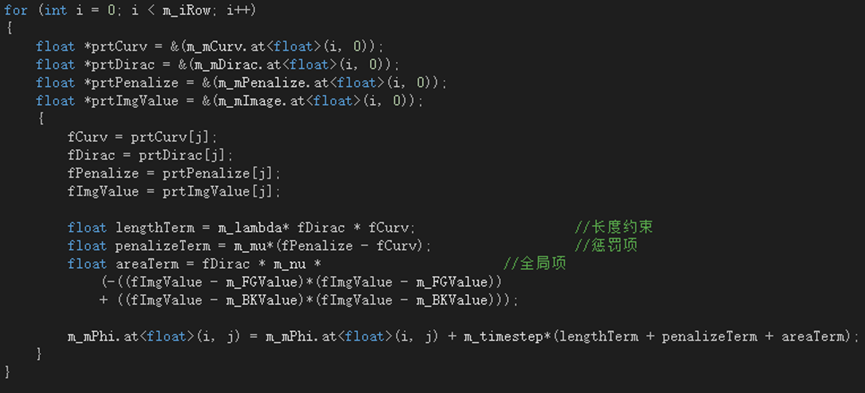 for (int i = 0; i < m_iRow; i++)
{
    float *prtCurv = &(m_mCurv.at<float>(i, 0));
    float *prtDirac = &(m_mDirac.at<float>(i, 0));
    float *prtPenalize = &(m_mPenalize.at<float>(i, 0));
    float *prtImgValue = &(m_mImage.at<float>(i, 0));
    {
        fCurv = prtCurv[j];
        fDirac = prtDirac[j];
        fPenalize = prtPenalize[j];
        fImgValue = prtImgValue[j];

        float lengthTerm = m_lambda* fDirac * fCurv;                    //长度约束
        float penalizeTerm = m_mu*(fPenalize - fCurv);                  //惩罚项
        float areaTerm = fDirac * m_nu *                        //全局项
            (-((fImgValue - m_FGValue)*(fImgValue - m_FGValue))
            + ((fImgValue - m_BKValue)*(fImgValue - m_BKValue)));

        m_mPhi.at<float>(i, j) = m_mPhi.at<float>(i, j) + m_timestep*(lengthTerm + penalizeTerm + areaTerm);
    }
}